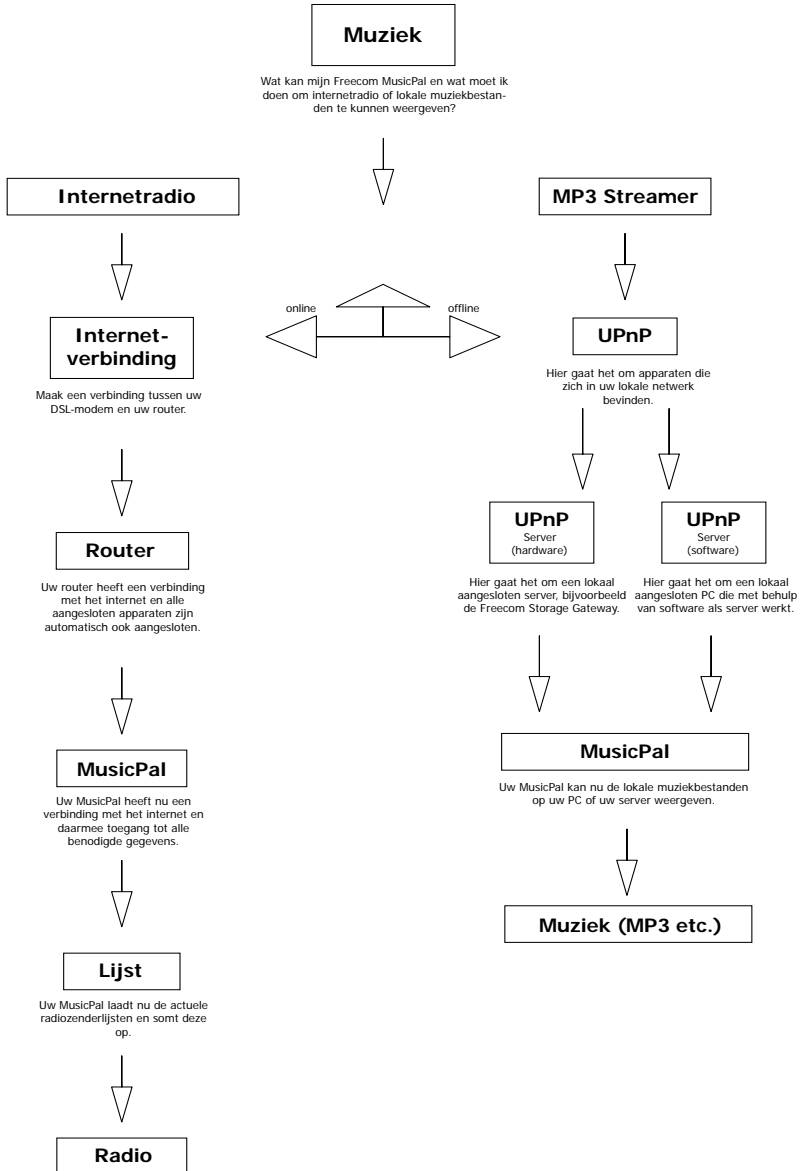 Muziek
Wat kan mijn Freecom MusicPal en wat moet ik
doen om internetradio of lokale muziekbestan-
den te kunnen weergeven?
online
offline
Internetradio
Internet-
verbinding
Maak een verbinding tussen uw
DSL-modem en uw router.
Router
Uw router heeft een verbinding
met het internet en alle
aangesloten apparaten zijn
automatisch ook aangesloten.
MusicPal
Uw MusicPal heeft nu een
verbinding met het internet en
daarmee toegang tot alle
benodigde gegevens.
Lijst
Uw MusicPal laadt nu de actuele
radiozenderlijsten en somt deze
op.
Radio
MP3 Streamer
UPnP
Hier gaat het om apparaten die
zich in uw lokale netwerk
bevinden.
UPnP
Server
(hardware)
Hier gaat het om een lokaal
aangesloten server, bijvoorbeeld
de Freecom Storage Gateway.
UPnP
Server
(software)
Hier gaat het om een lokaal
aangesloten PC die met behulp
van software als server werkt.
MusicPal
Uw MusicPal kan nu de lokale muziekbestanden
op uw PC of uw server weergeven.
Muziek (MP3 etc.)